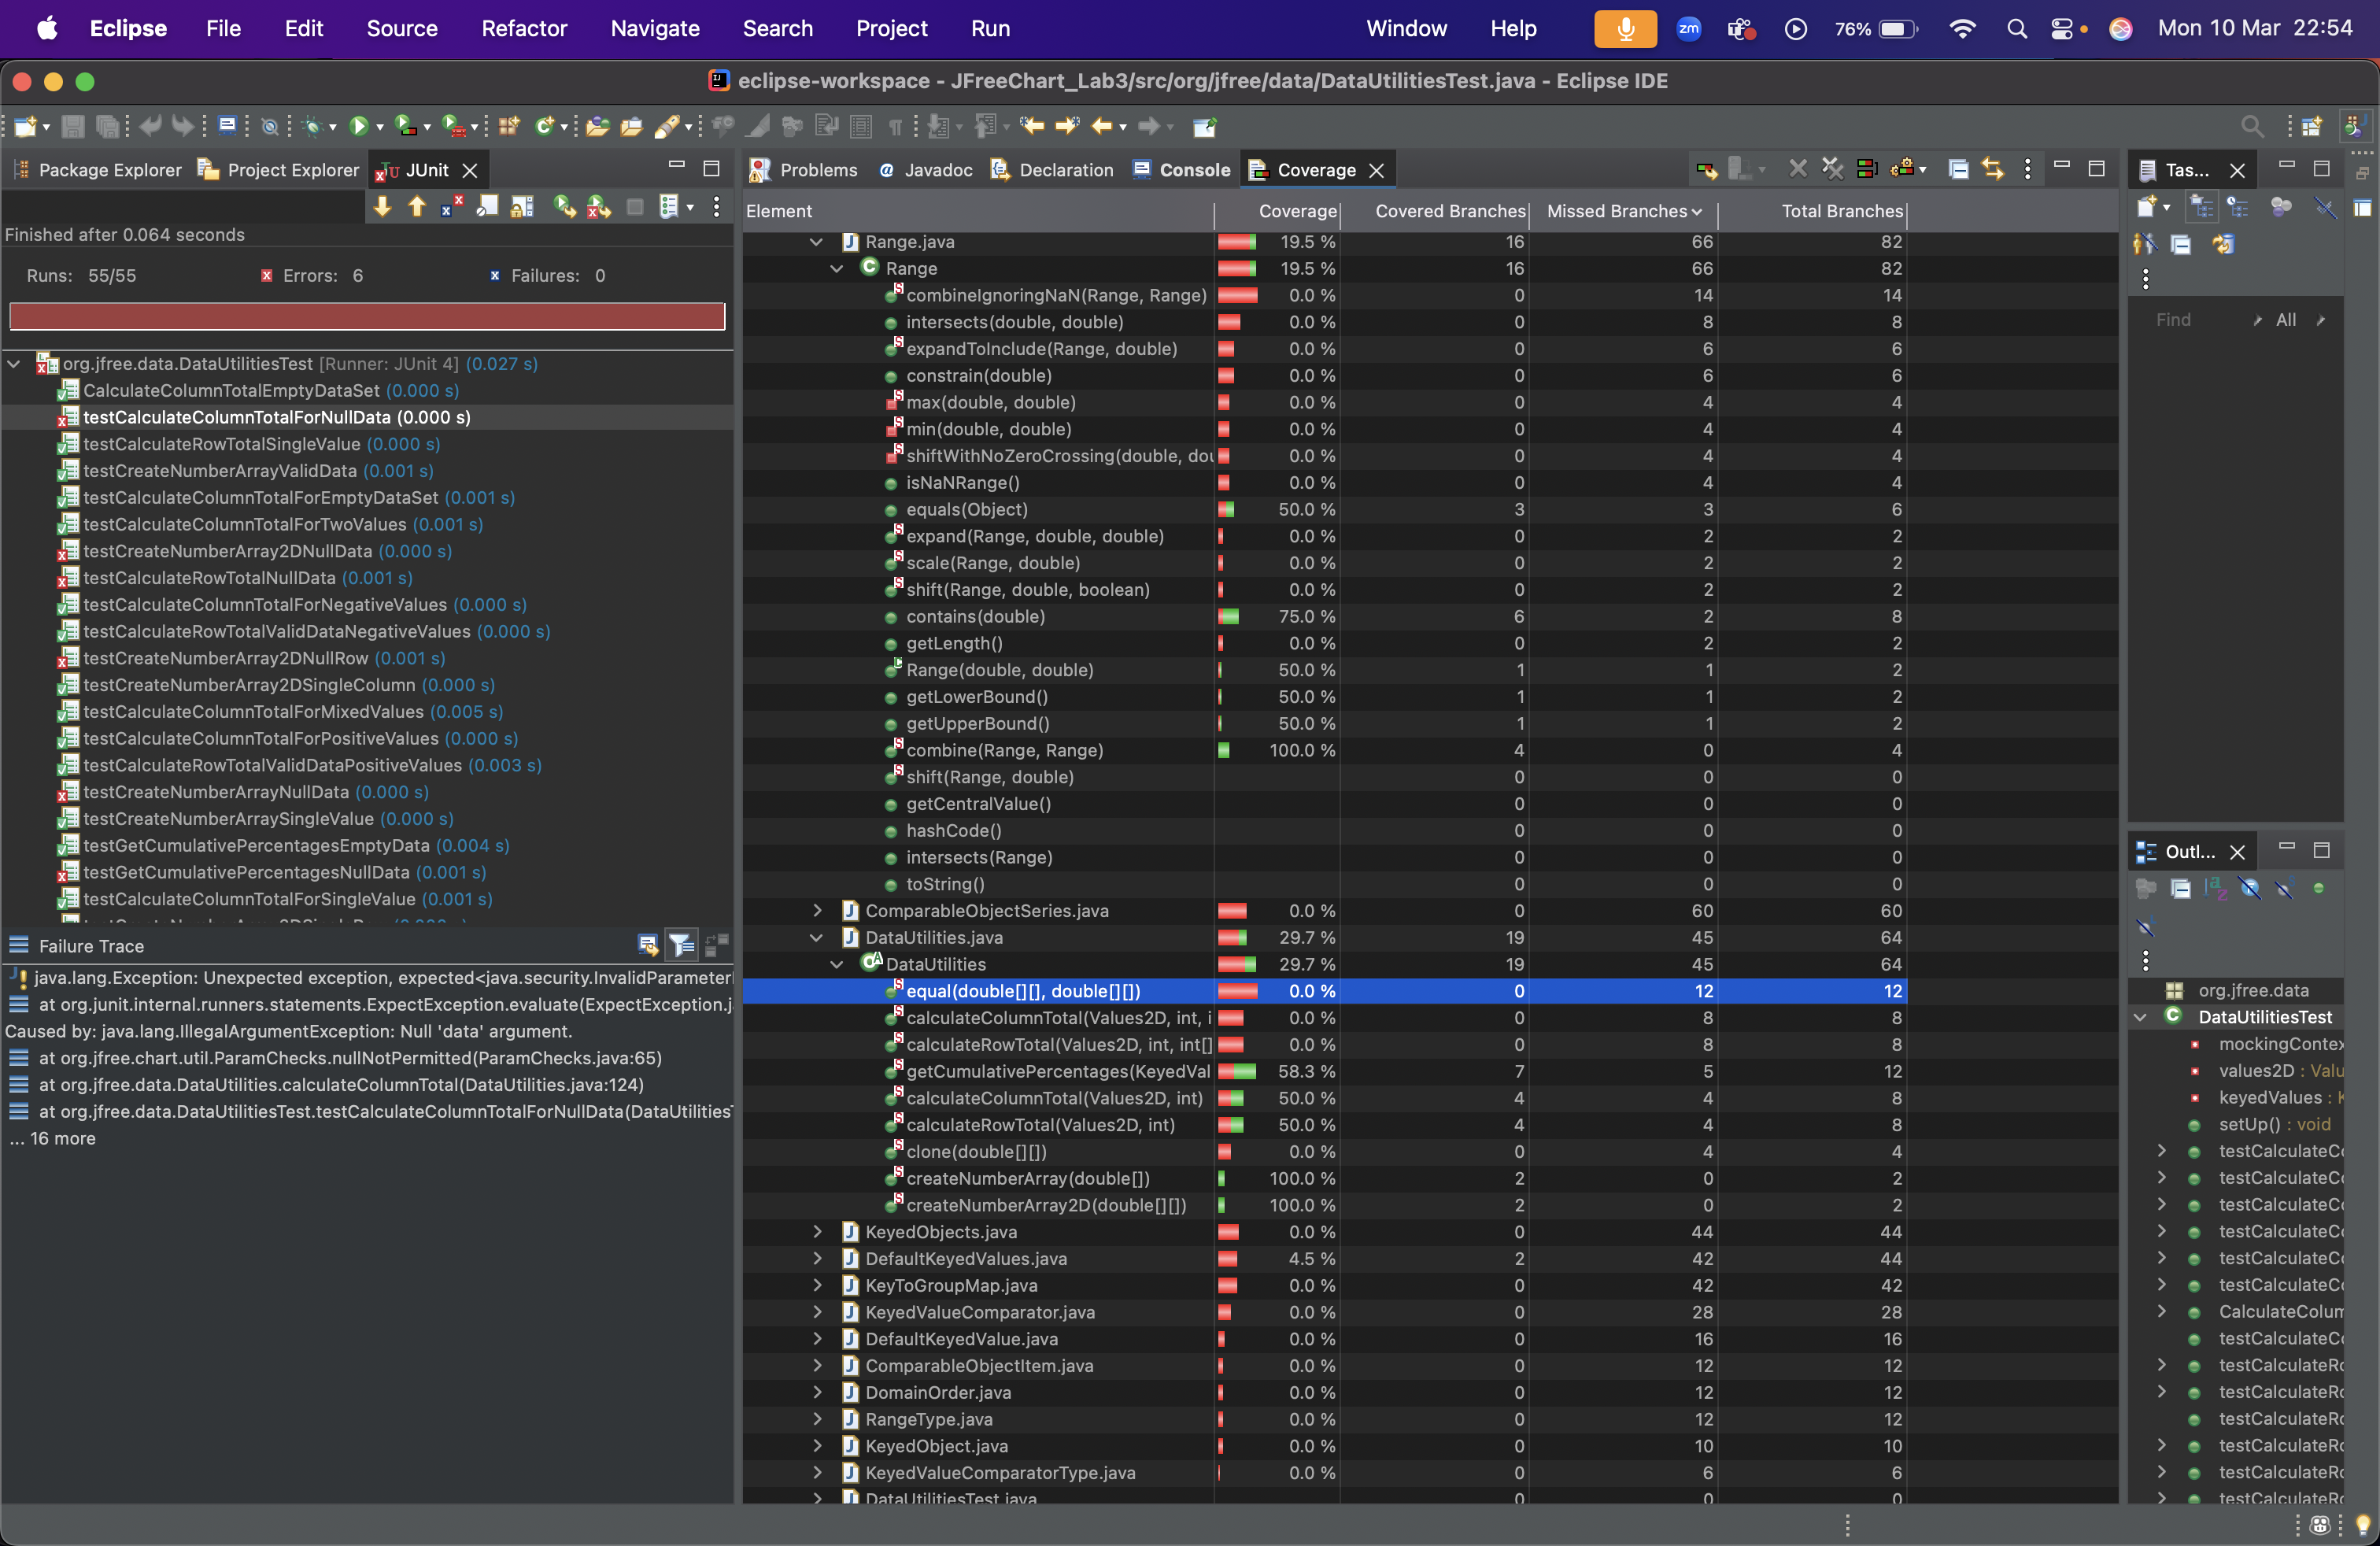 Eclipse File Edit Source Refactor Navigate Search Project Run Window Help zm 76% Mon 10 Mar 22:54
eclipse-workspace - JFreeChart_Lab3/src/org/jfree/data/DataUtilitiesTest.java - Eclipse IDE
Package Explorer Project Explorer JUnit
Finished after 0.064 seconds
Runs: 55/55 Errors: 6 Failures: 0
org.jfree.data.DataUtilitiesTest [Runner: JUnit 4] (0.027 s)
CalculateColumnTotalEmptyDataSet (0.000 s)
testCalculateColumnTotalForNullData (0.000 s)
testCalculateRowTotalSingleValue (0.000 s)
testCreateNumberArrayValidData (0.001 s)
testCalculateColumnTotalForEmptyDataSet (0.001 s)
testCalculateColumnTotalForTwoValues (0.001 s)
testCreateNumberArray2DNullData (0.000 s)
testCalculateRowTotalNullData (0.001 s)
testCalculateColumnTotalForNegativeValues (0.000 s)
testCalculateRowTotalValidDataNegativeValues (0.000 s)
testCreateNumberArray2DNullRow (0.001 s)
testCreateNumberArray2DSingleColumn (0.000 s)
testCalculateColumnTotalForMixedValues (0.005 s)
testCalculateColumnTotalForPositiveValues (0.000 s)
testCalculateRowTotalValidDataPositiveValues (0.003 s)
testCreateNumberArrayNullData (0.000 s)
testCreateNumberArraySingleValue (0.000 s)
testGetCumulativePercentagesEmptyData (0.004 s)
testGetCumulativePercentagesNullData (0.001 s)
testCalculateColumnTotalForSingleValue (0.001 s)
Failure Trace
java.lang.Exception: Unexpected exception, expected<java.security.InvalidParameter
at org.junit.internal.runners.statements.ExpectException.evaluate(ExpectException.j
Caused by: java.lang.IllegalArgumentException: Null 'data' argument.
at org.jfree.chart.util.ParamChecks.nullNotPermitted(ParamChecks.java:65)
at org.jfree.data.DataUtilities.calculateColumnTotal(DataUtilities.java:124)
at org.jfree.data.DataUtilitiesTest.testCalculateColumnTotalForNullData(DataUtilitiesT
... 16 more
Problems Javadoc Declaration Console Coverage
Element Coverage Covered Branches Missed Branches Total Branches
Range.java 19.5 % 16 66 82
Range 19.5 % 16 66 82
combineIgnoringNaN(Range, Range) 0.0 % 0 14 14
intersects(double, double) 0.0 % 0 8 8
expandToInclude(Range, double) 0.0 % 0 6 6
constrain(double) 0.0 % 0 6 6
max(double, double) 0.0 % 0 4 4
min(double, double) 0.0 % 0 4 4
shiftWithNoZeroCrossing(double, dou 0.0 % 0 4 4
isNaNRange() 0.0 % 0 4 4
equals(Object) 50.0 % 3 3 6
expand(Range, double, double) 0.0 % 0 2 2
scale(Range, double) 0.0 % 0 2 2
shift(Range, double, boolean) 0.0 % 0 2 2
contains(double) 75.0 % 6 2 8
getLength() 0.0 % 0 2 2
Range(double, double) 50.0 % 1 1 2
getLowerBound() 50.0 % 1 1 2
getUpperBound() 50.0 % 1 1 2
combine(Range, Range) 100.0 % 4 0 4
shift(Range, double) 0 0 0
getCentralValue() 0 0 0
hashCode() 0 0 0
intersects(Range) 0 0 0
toString() 0 0 0
ComparableObjectSeries.java 0.0 % 0 60 60
DataUtilities.java 29.7 % 19 45 64
DataUtilities 29.7 % 19 45 64
equal(double[][], double[][]) 0.0 % 0 12 12
calculateColumnTotal(Values2D, int, i 0.0 % 0 8 8
calculateRowTotal(Values2D, int, int[] 0.0 % 0 8 8
getCumulativePercentages(KeyedVal 58.3 % 7 5 12
calculateColumnTotal(Values2D, int) 50.0 % 4 4 8
calculateRowTotal(Values2D, int) 50.0 % 4 4 8
clone(double[][]) 0.0 % 0 4 4
createNumberArray(double[]) 100.0 % 2 0 2
createNumberArray2D(double[][]) 100.0 % 2 0 2
KeyedObjects.java 0.0 % 0 44 44
DefaultKeyedValues.java 4.5 % 2 42 44
KeyToGroupMap.java 0.0 % 0 42 42
KeyedValueComparator.java 0.0 % 0 28 28
DefaultKeyedValue.java 0.0 % 0 16 16
ComparableObjectItem.java 0.0 % 0 12 12
DomainOrder.java 0.0 % 0 12 12
RangeType.java 0.0 % 0 12 12
KeyedObject.java 0.0 % 0 10 10
KeyedValueComparatorType.java 0.0 % 0 6 6
DataUtilitiesTest.java 0 0 0
Tas...
Find All
Outl...
org.jfree.data
DataUtilitiesTest
mockingContex
values2D : Valu
keyedValues : K
setUp() : void
testCalculateCo
testCalculateCo
testCalculateCo
testCalculateCo
testCalculateCo
testCalculateCo
CalculateColum
testCalculateCo
testCalculateRo
testCalculateRo
testCalculateRo
testCalculateRo
testCalculateRo
testCalculateRo